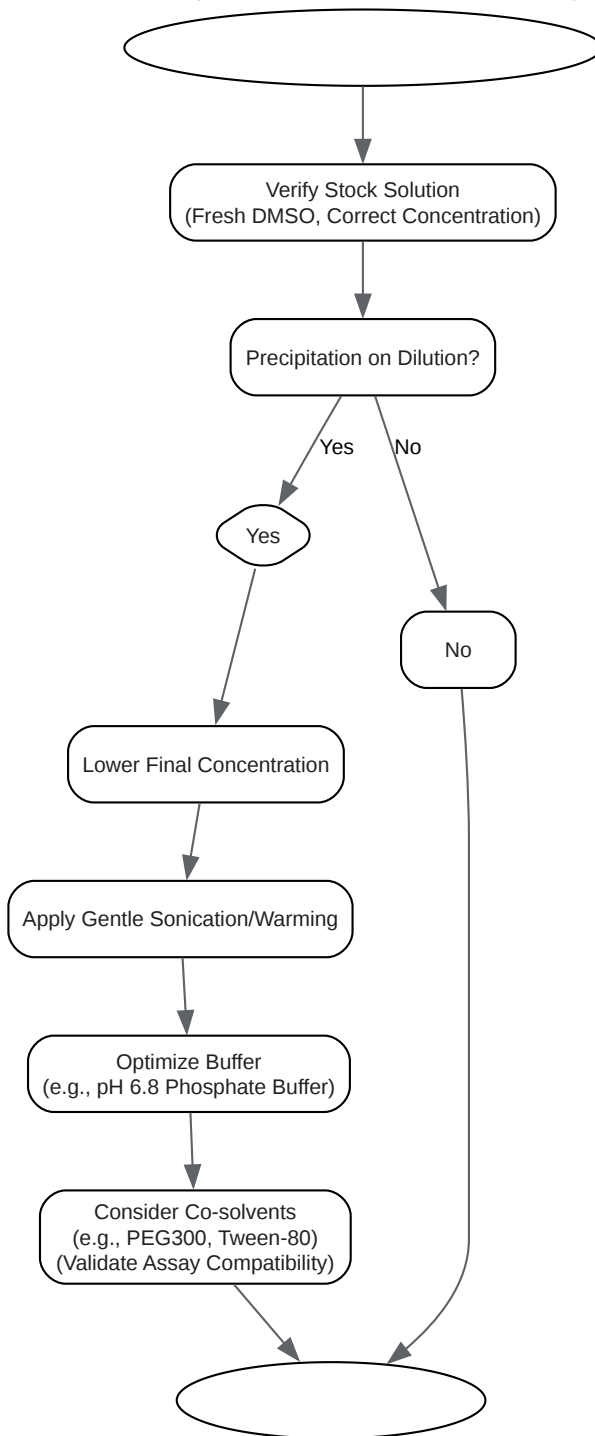 Verify Stock Solution
(Fresh DMSO, Correct Concentration)
Precipitation on Dilution?
Yes
No
Yes
No
Lower Final Concentration
Apply Gentle Sonication/Warming
Optimize Buffer
(e.g., pH 6.8 Phosphate Buffer)
Consider Co-solvents
(e.g., PEG300, Tween-80)
(Validate Assay Compatibility)